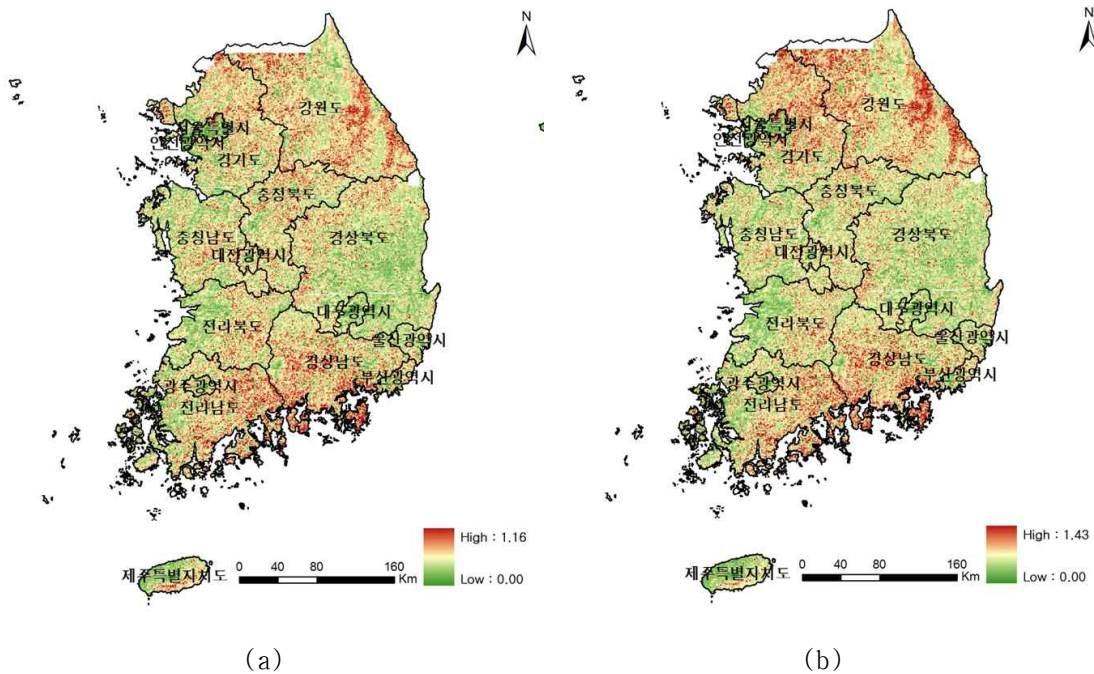 N
강원도
서울특별시
인천광역시
경기도
충청북도
충청남도
경상북도
대전광역시
대구광역시
전라북도
울산광역시
경상남도
부산광역시
광주광역시
전라남도
High : 1.16
Low : 0.00
제주특별자치도
0 40 80 160
Km
(a)
N
강원도
서울특별시
인천광역시
경기도
충청북도
충청남도
경상북도
대전광역시
대구광역시
전라북도
울산광역시
경상남도
부산광역시
광주광역시
전라남도
High : 1.43
Low : 0.00
제주특별자치도
0 40 80 160
Km
(b)